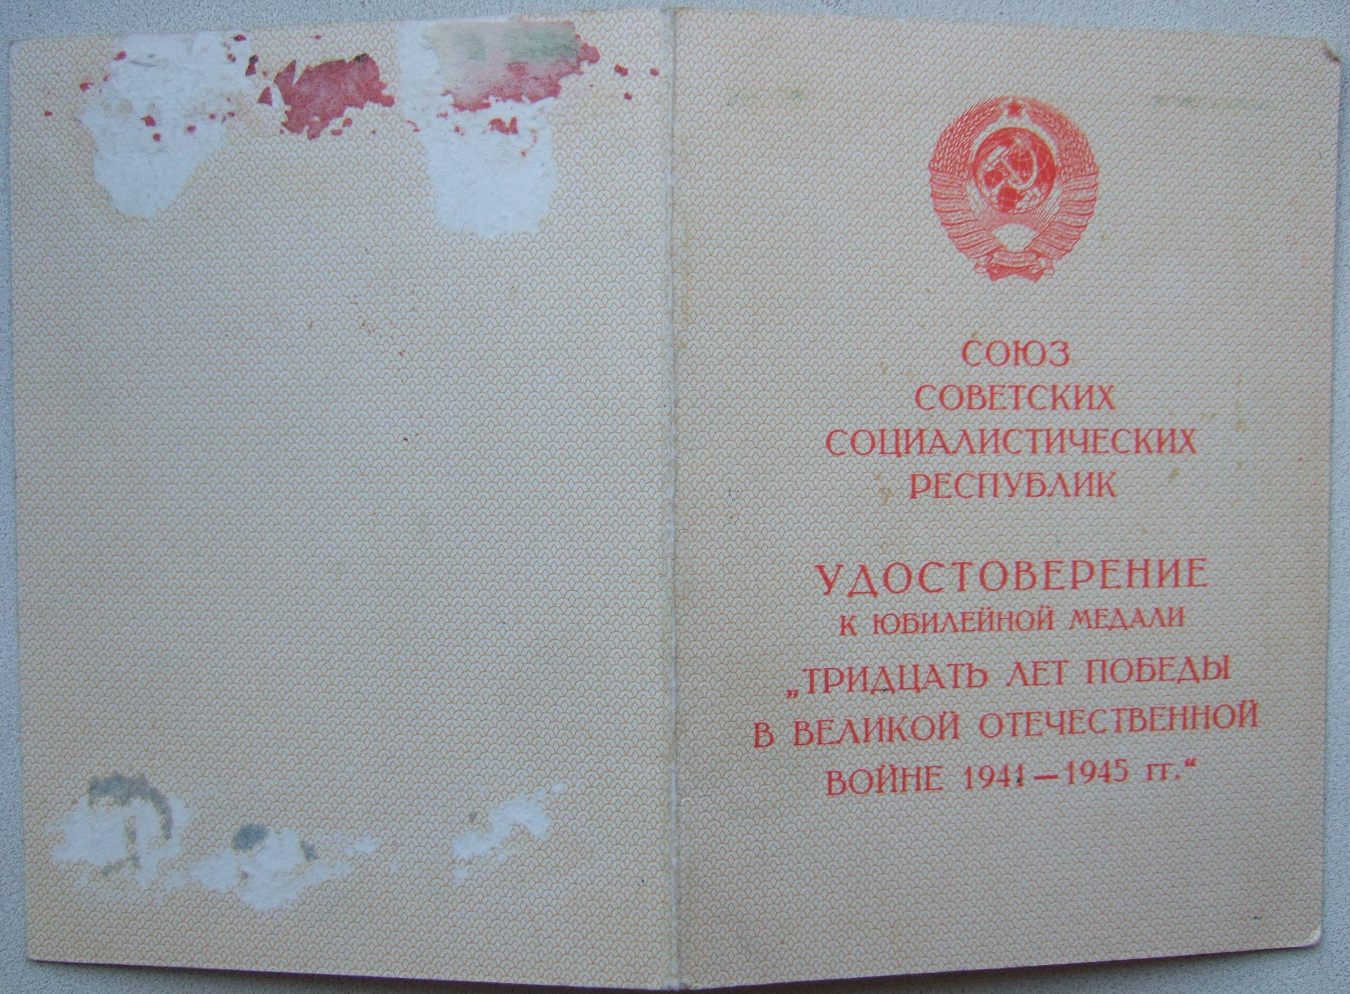 СОЮЗ
СОВЕТСКИХ
СОЦИАЛИСТИЧЕСКИХ
РЕСПУБЛИК
УДОСТОВЕРЕНИЕ
К ЮБИЛЕЙНОЙ МЕДАЛИ
„ТРИДЦАТЬ ЛЕТ ПОБЕДЫ
В ВЕЛИКОЙ ОТЕЧЕСТВЕННОЙ
ВОЙНЕ 1941—1945 гг.“